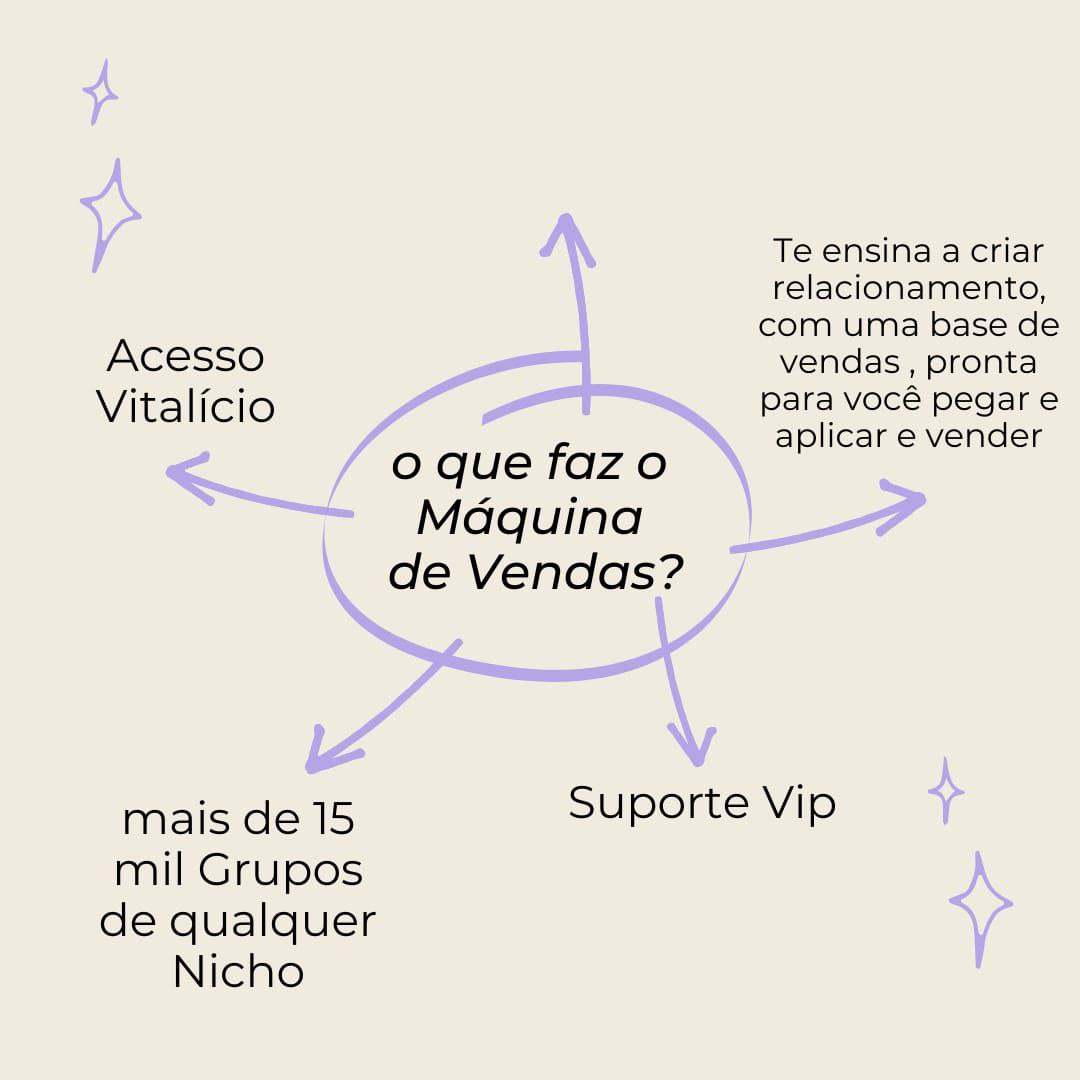 Te ensina a criar
relacionamento,
com uma base de
vendas , pronta
para você pegar e
aplicar e vender
Acesso
Vitalício
o que faz o
Máquina
de Vendas?
mais de 15
mil Grupos
de qualquer
Nicho
Suporte Vip